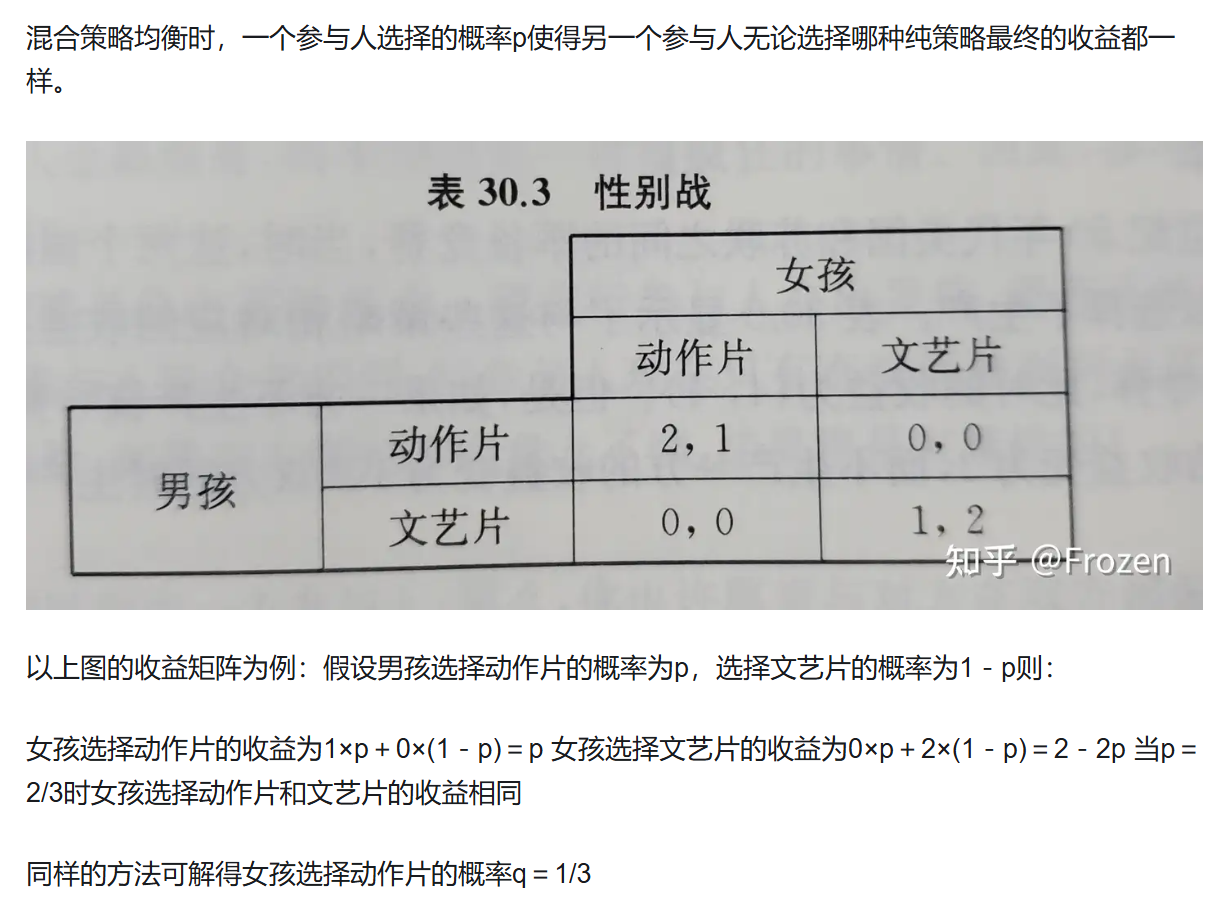 混合策略均衡时，一个参与人选择的概率p使得另一个参与人无论选择哪种纯策略最终的收益都一
样。
表 30.3 性别战
女孩
动作片 文艺片
男孩 动作片 2，1 0，0
文艺片 0，0 1，2
知乎 @Frozen
以上图的收益矩阵为例：假设男孩选择动作片的概率为p，选择文艺片的概率为1 - p则：
女孩选择动作片的收益为1×p + 0×(1 - p) = p 女孩选择文艺片的收益为0×p + 2×(1 - p) = 2 - 2p 当p =
2/3时女孩选择动作片和文艺片的收益相同
同样的方法可解得女孩选择动作片的概率q = 1/3